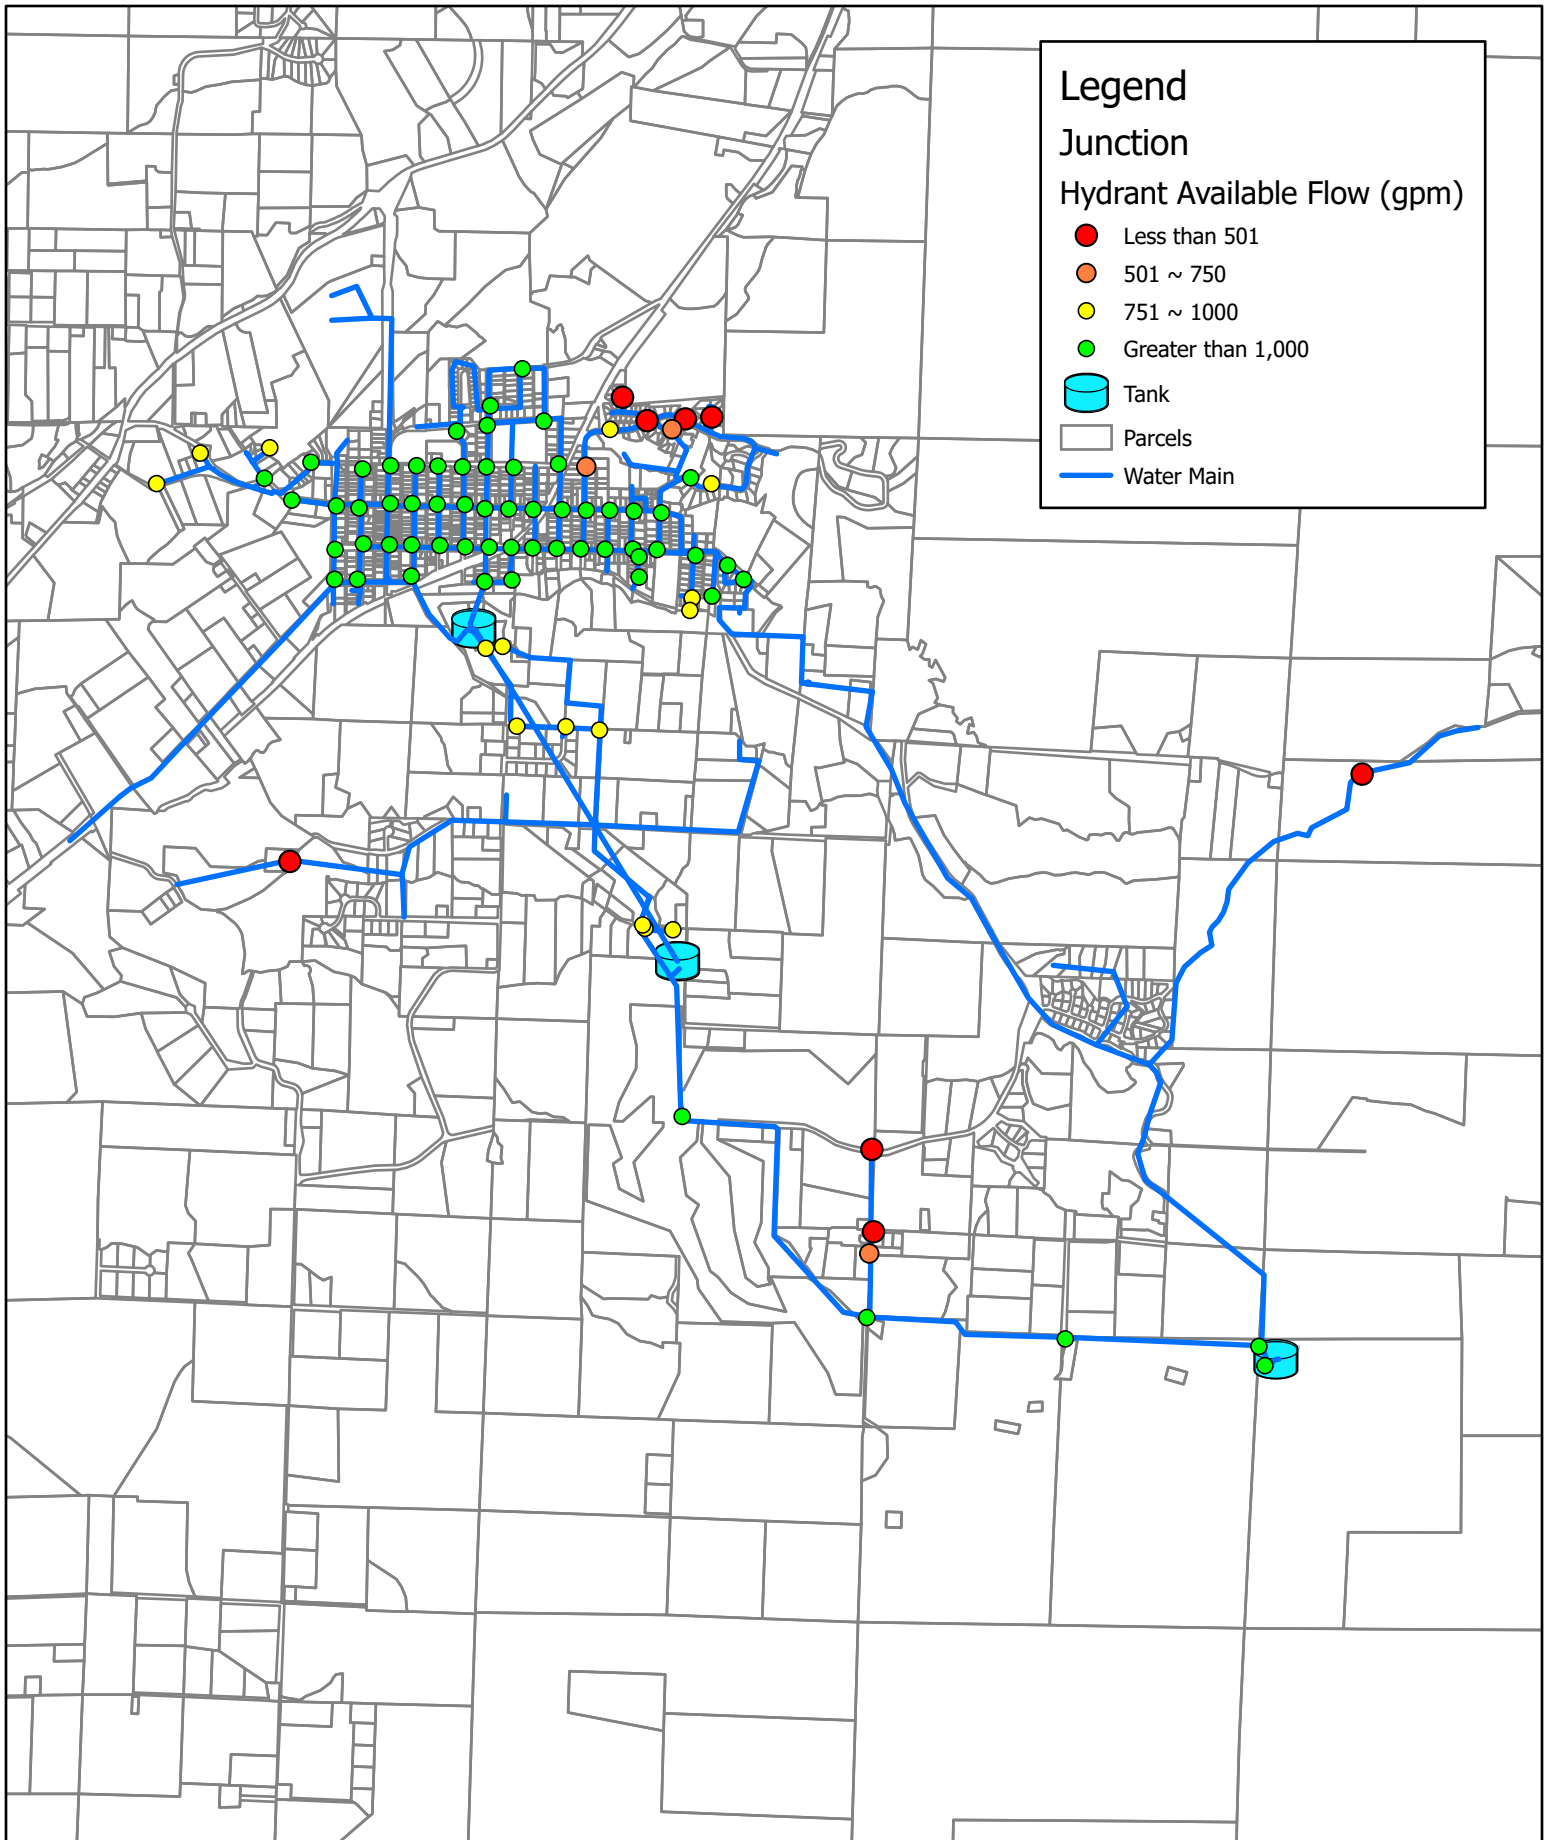 Legend
Junction
Hydrant Available Flow (gpm)
Less than 501
501 ~ 750
751 ~ 1000
Greater than 1,000
Tank
Parcels
Water Main